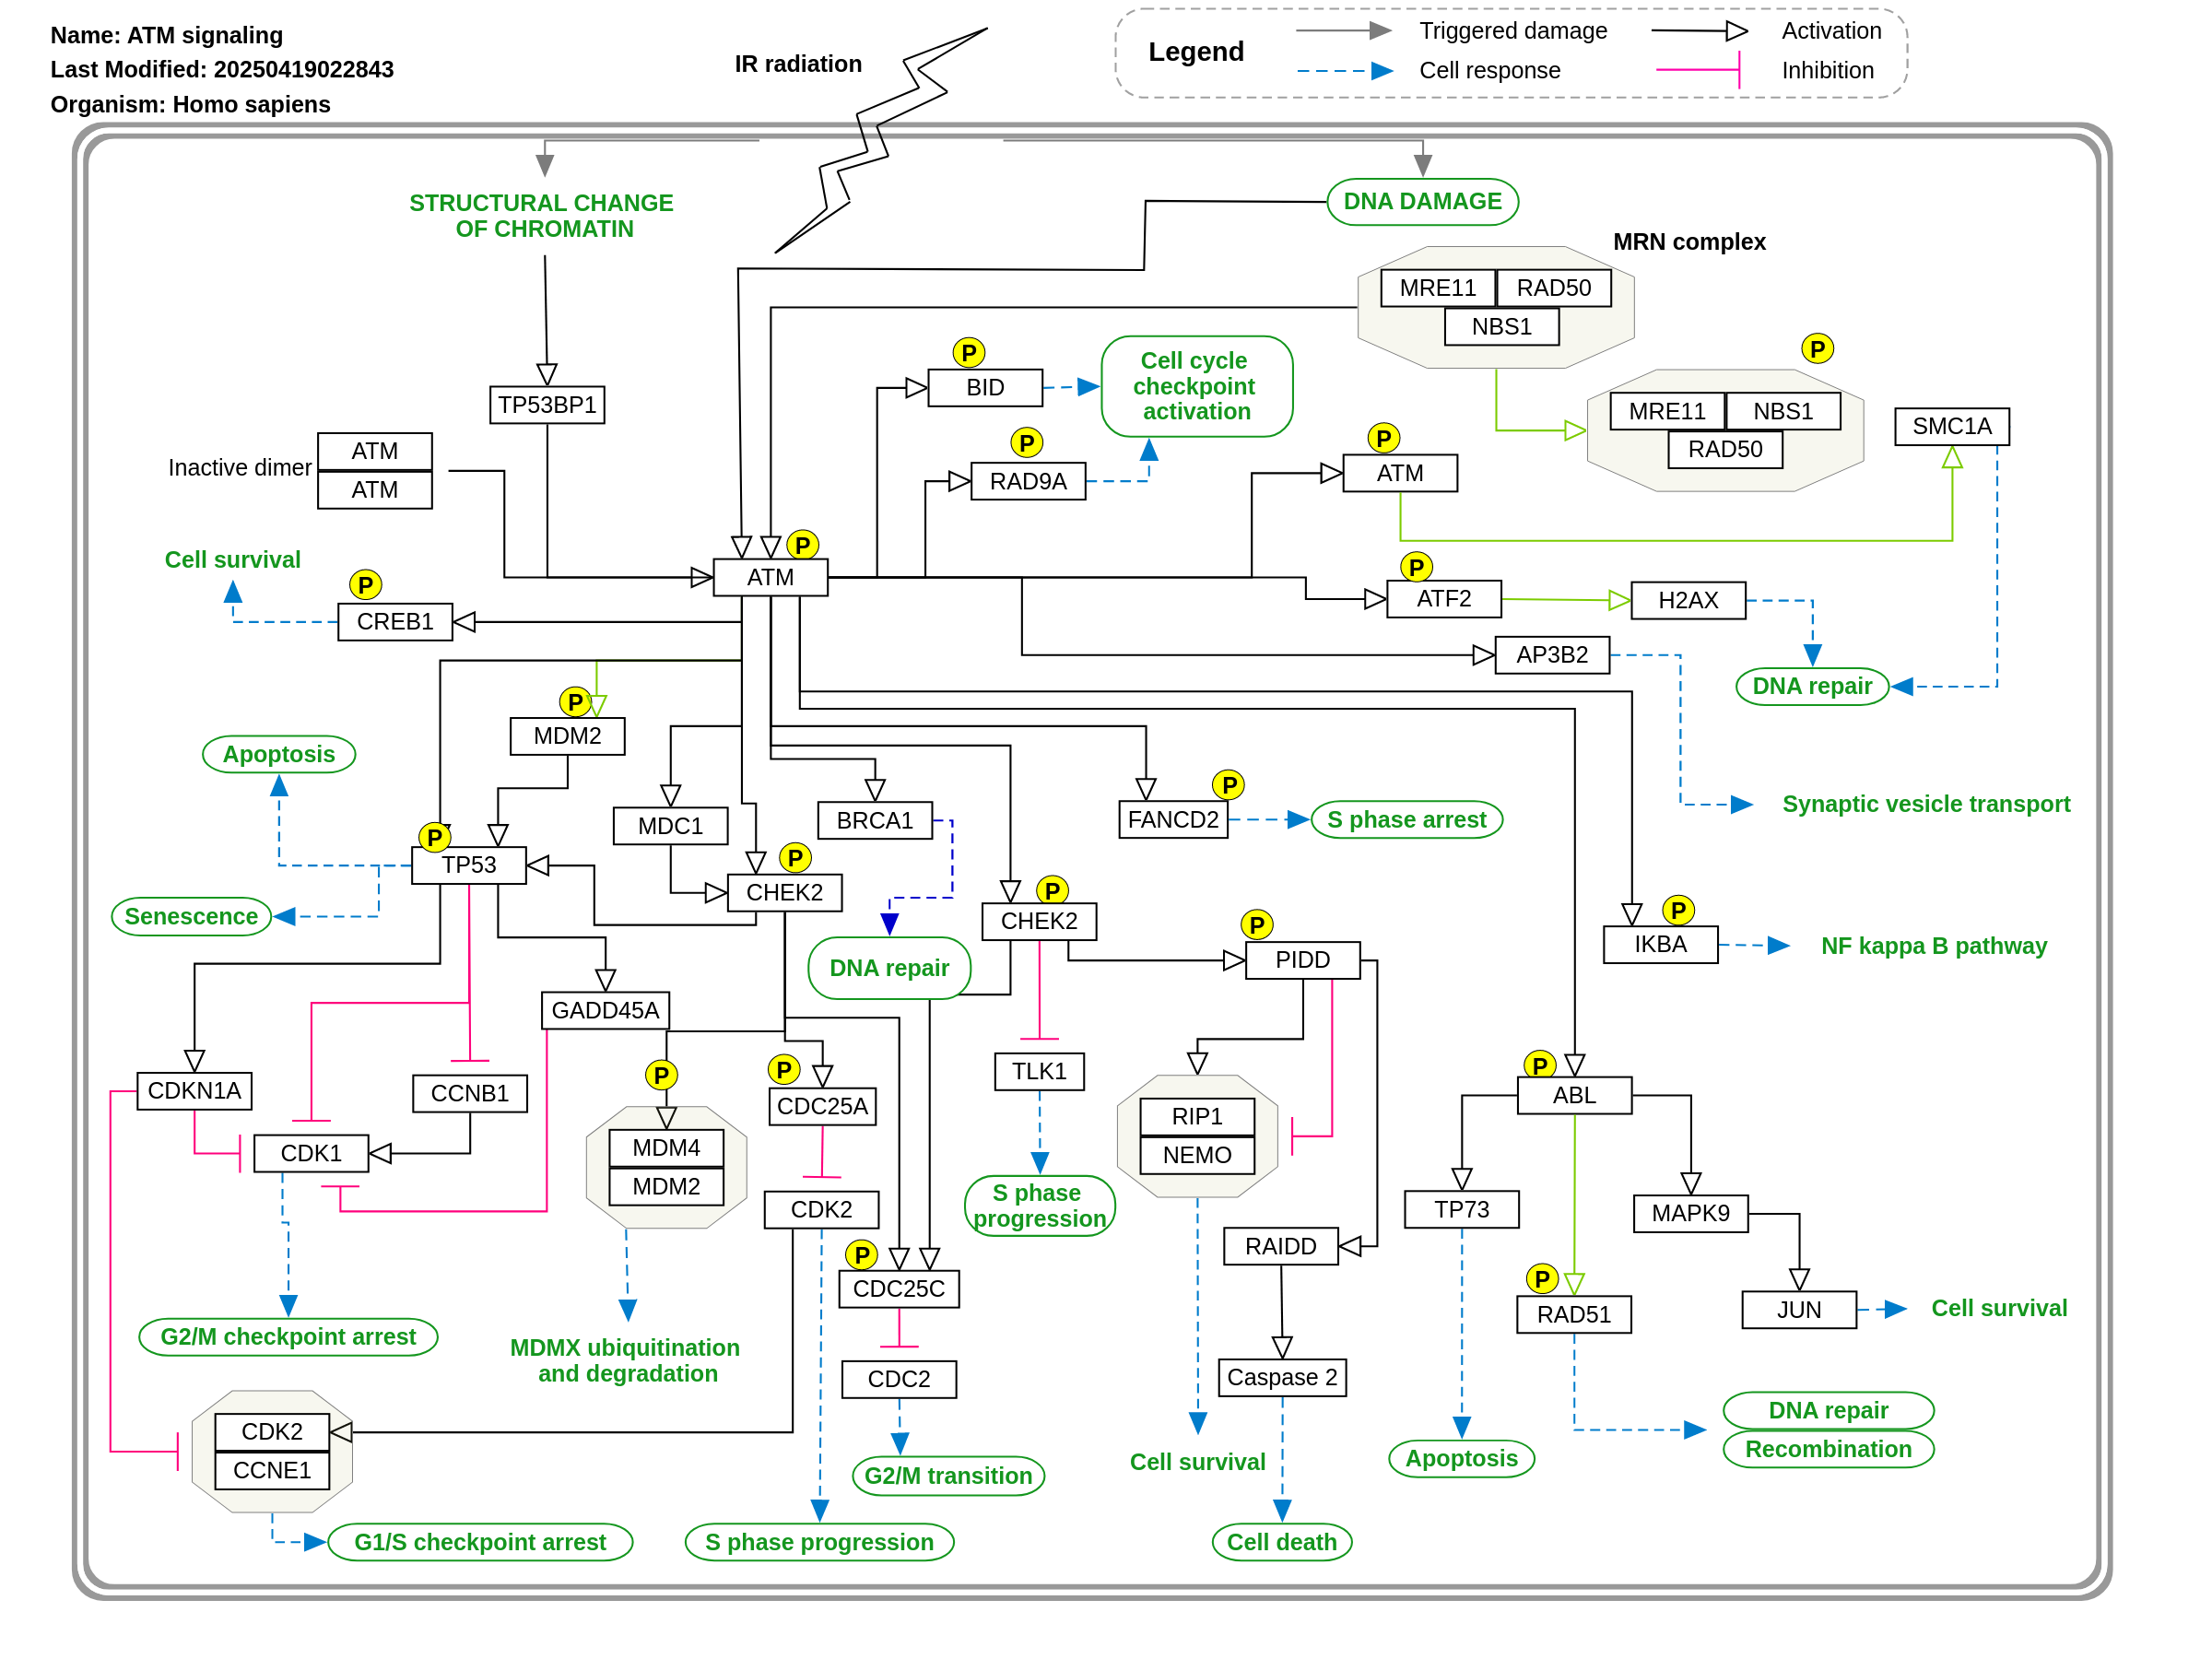 Name: ATM signaling
Last Modified: 20250419022843
Organism: Homo sapiens
IR radiation
Legend
Triggered damage
Activation
Cell response
Inhibition
STRUCTURAL CHANGE
OF CHROMATIN
DNA DAMAGE
MRN complex
MRE11
RAD50
NBS1
P
P
BID
Cell cycle
checkpoint
activation
TP53BP1
MRE11
NBS1
RAD50
SMC1A
P
RAD9A
P
ATM
Inactive dimer
ATM
ATM
P
ATM
Cell survival
P
CREB1
P
ATF2
H2AX
AP3B2
DNA repair
P
MDM2
Apoptosis
MDC1
BRCA1
P
FANCD2
S phase arrest
Synaptic vesicle transport
P
TP53
P
CHEK2
Senescence
P
CHEK2
P
PIDD
P
IKBA
NF kappa B pathway
DNA repair
GADD45A
CDKN1A
CCNB1
P
P
CDC25A
TLK1
RIP1
NEMO
P
ABL
CDK1
MDM4
MDM2
CDK2
S phase
progression
TP73
MAPK9
RAIDD
P
CDC25C
P
RAD51
JUN
Cell survival
G2/M checkpoint arrest
MDMX ubiquitination
and degradation
CDC2
Caspase 2
CDK2
CCNE1
G2/M transition
Cell survival
Apoptosis
DNA repair
Recombination
G1/S checkpoint arrest
S phase progression
Cell death